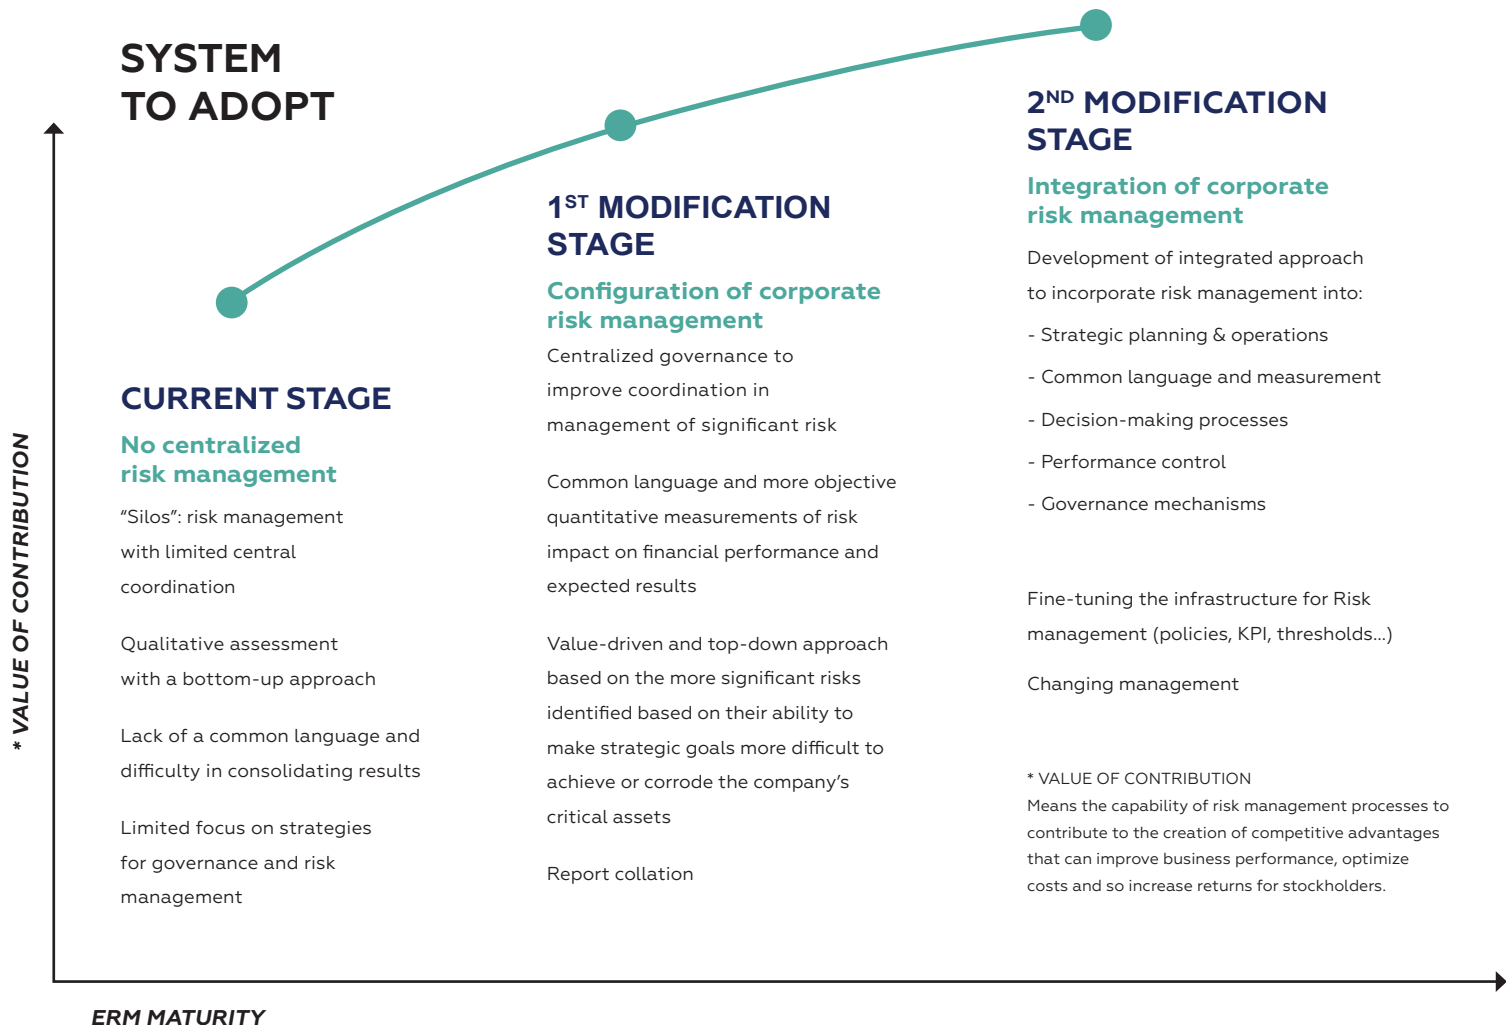 SYSTEM
TO ADOPT
* VALUE OF CONTRIBUTION
CURRENT STAGE
No centralized
risk management
“Silos”: risk management
with limited central
coordination
Qualitative assessment
with a bottom-up approach
Lack of a common language and
difficulty in consolidating results
Limited focus on strategies
for governance and risk
management
1ST MODIFICATION
STAGE
Configuration of corporate
risk management
Centralized governance to
improve coordination in
management of significant risk
Common language and more objective
quantitative measurements of risk
impact on financial performance and
expected results
Value-driven and top-down approach
based on the more significant risks
identified based on their ability to
make strategic goals more difficult to
achieve or corrode the company’s
critical assets
Report collation
2ND MODIFICATION
STAGE
Integration of corporate
risk management
Development of integrated approach
to incorporate risk management into:
- Strategic planning & operations
- Common language and measurement
- Decision-making processes
- Performance control
- Governance mechanisms
Fine-tuning the infrastructure for Risk
management (policies, KPI, thresholds...)
Changing management
* VALUE OF CONTRIBUTION
Means the capability of risk management processes to
contribute to the creation of competitive advantages
that can improve business performance, optimize
costs and so increase returns for stockholders.
ERM MATURITY